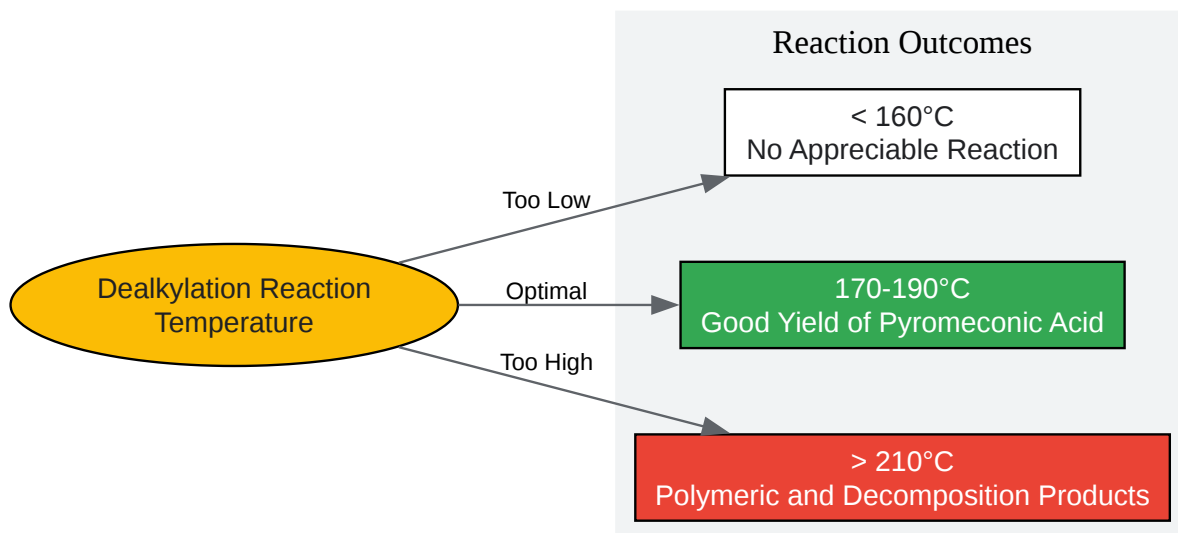 Reaction Outcomes
< 160°C
No Appreciable Reaction
Too Low
Dealkylation Reaction
Temperature
Optimal
170-190°C
Good Yield of Pyromeconic Acid
Too High
> 210°C
Polymeric and Decomposition Products